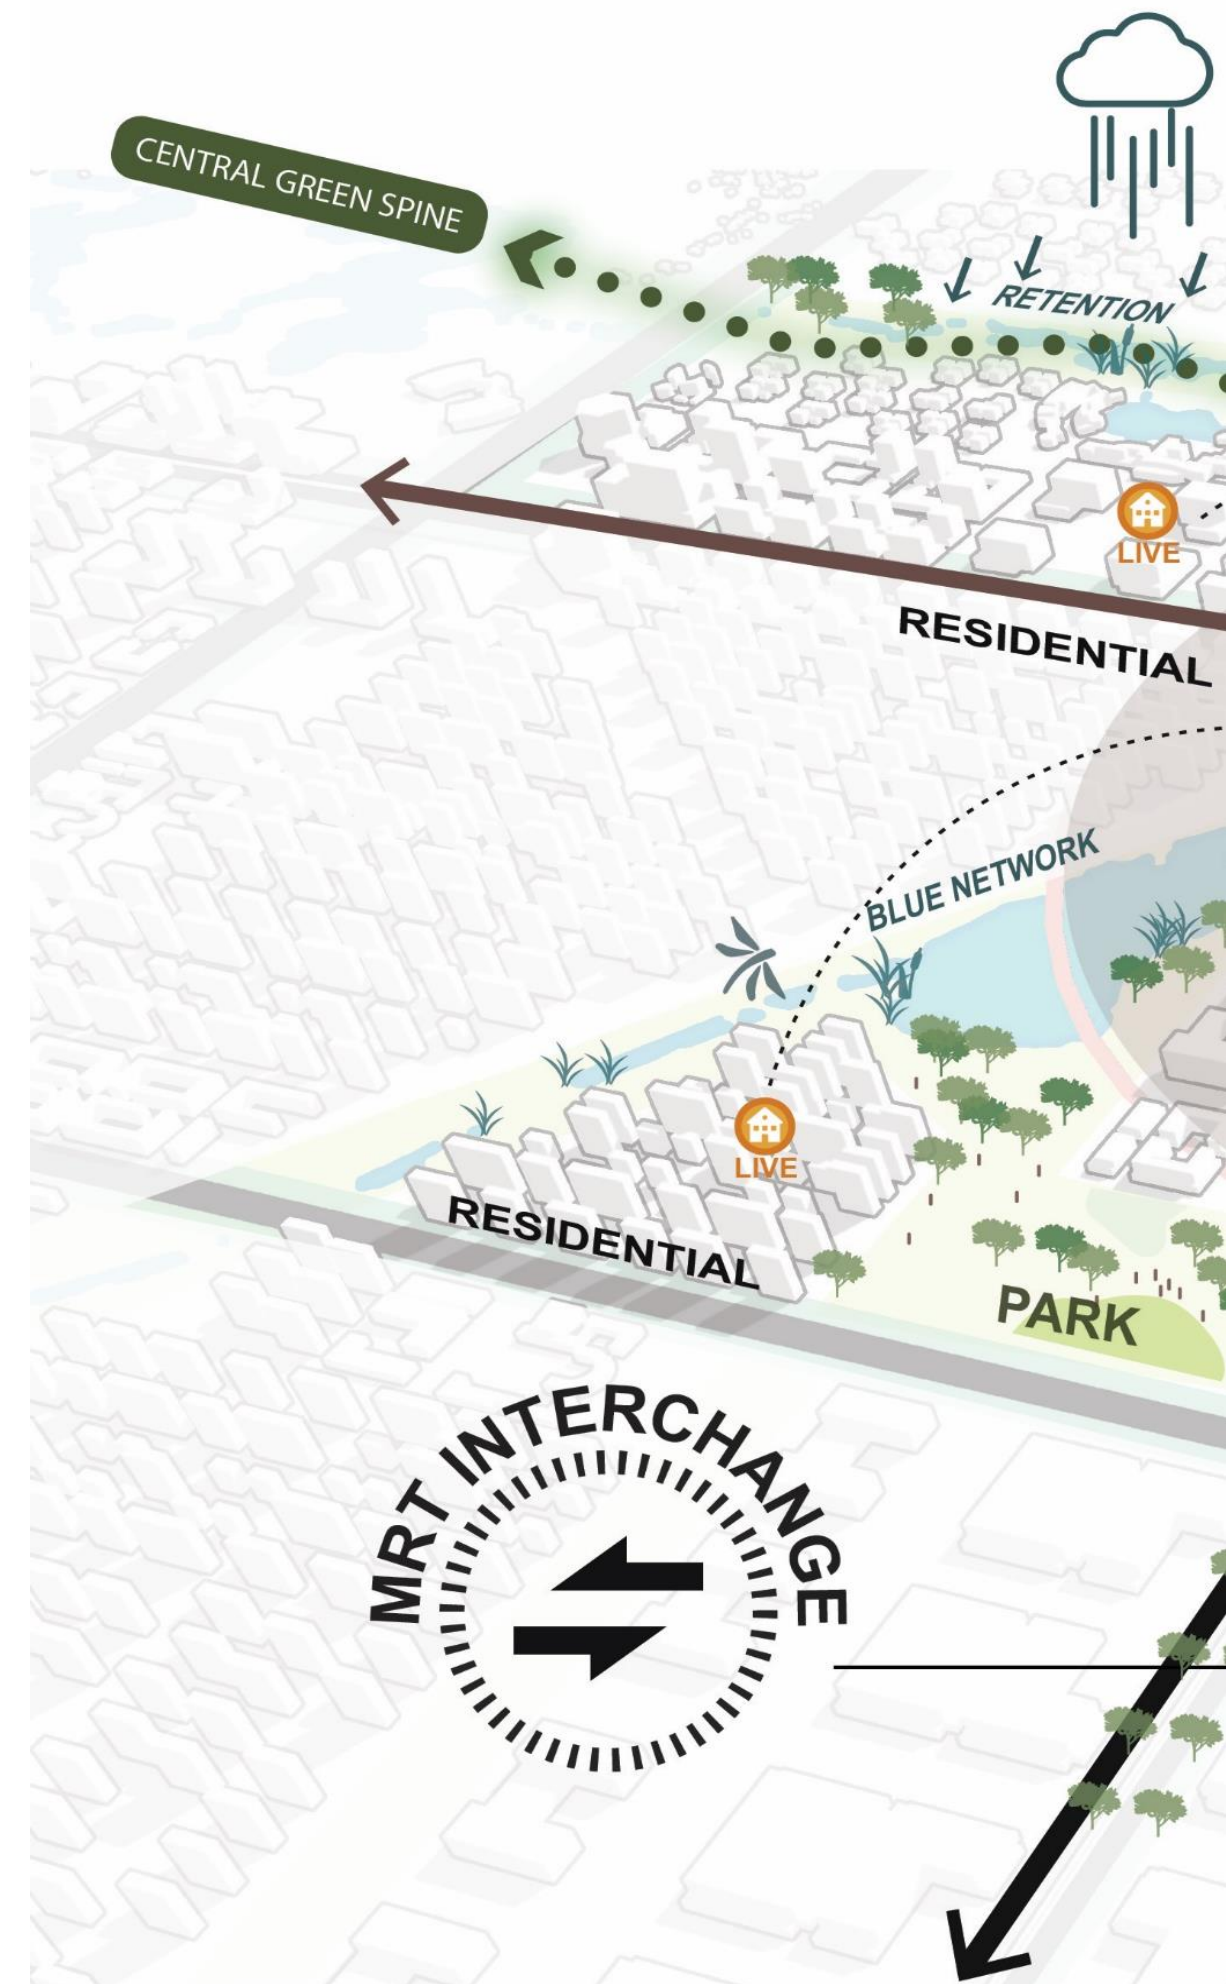 CENTRAL GREEN SPINE
RETENTION
LIVE
RESIDENTIAL
BLUE NETWORK
LIVE
RESIDENTIAL
PARK
MRT INTERCHANGE